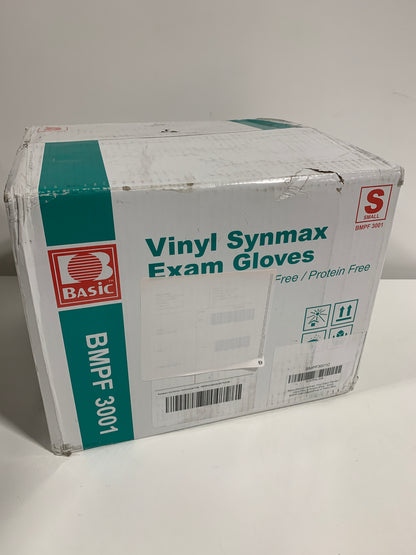 S
SMALL
BMPF 3001
Vinyl Synmax
Exam Gloves
Free / Protein Free
B
BASIC
BMPF 3001